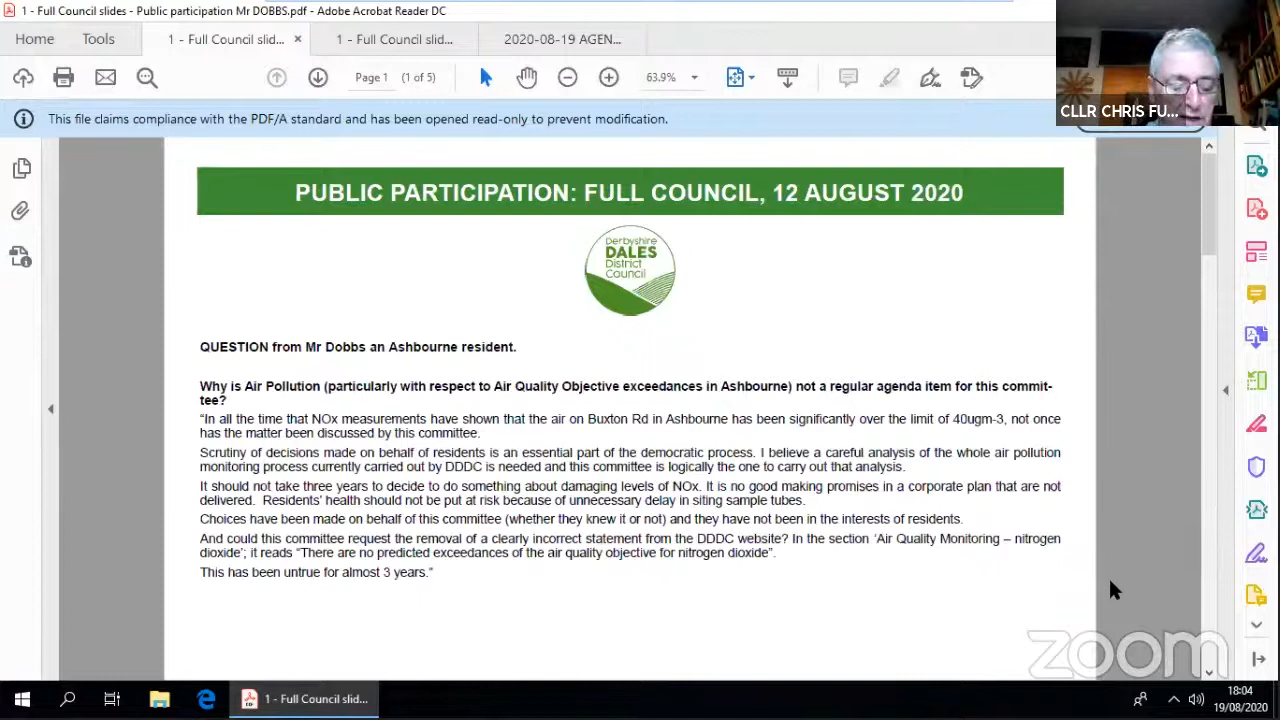 1 - Full Council slides - Public participation Mr DOBBS.pdf - Adobe Acrobat Reader DC
Home Tools 1 - Full Council slid... × 1 - Full Council slid... 2020-08-19 AGEN...
Page 1 (1 of 5) 63.9%
CLLR CHRIS FU...
This file claims compliance with the PDF/A standard and has been opened read-only to prevent modification.
PUBLIC PARTICIPATION: FULL COUNCIL, 12 AUGUST 2020
Derbyshire
DALES
District
Council
QUESTION from Mr Dobbs an Ashbourne resident.
Why is Air Pollution (particularly with respect to Air Quality Objective exceedances in Ashbourne) not a regular agenda item for this commit-
tee?
“In all the time that NOx measurements have shown that the air on Buxton Rd in Ashbourne has been significantly over the limit of 40ugm-3, not once
has the matter been discussed by this committee.
Scrutiny of decisions made on behalf of residents is an essential part of the democratic process. I believe a careful analysis of the whole air pollution
monitoring process currently carried out by DDDC is needed and this committee is logically the one to carry out that analysis.
It should not take three years to decide to do something about damaging levels of NOx. It is no good making promises in a corporate plan that are not
delivered. Residents' health should not be put at risk because of unnecessary delay in siting sample tubes.
Choices have been made on behalf of this committee (whether they knew it or not) and they have not been in the interests of residents.
And could this committee request the removal of a clearly incorrect statement from the DDDC website? In the section ‘Air Quality Monitoring – nitrogen
dioxide’; it reads “There are no predicted exceedances of the air quality objective for nitrogen dioxide”.
This has been untrue for almost 3 years.”
zoom
1 - Full Council slid...
18:04
19/08/2020